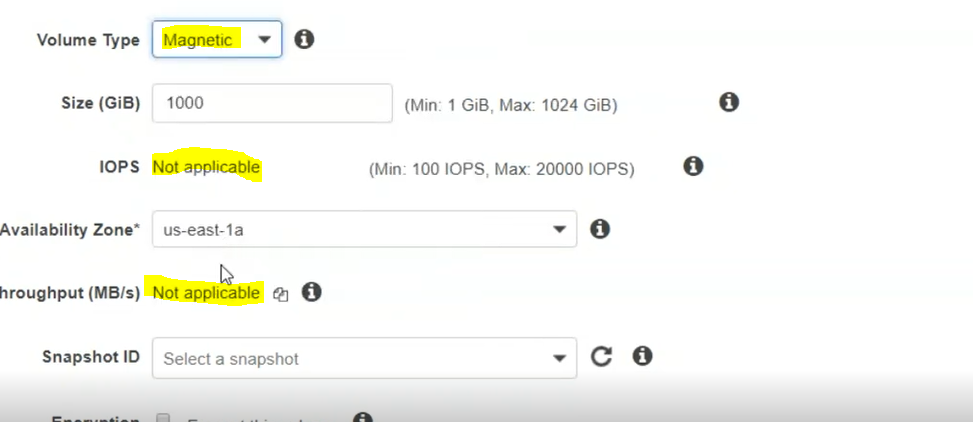 Volume Type Magnetic
Size (GiB) 1000 (Min: 1 GiB, Max: 1024 GiB)
IOPS Not applicable (Min: 100 IOPS, Max: 20000 IOPS)
Availability Zone* us-east-1a
hroughput (MB/s) Not applicable
Snapshot ID Select a snapshot
Encryption